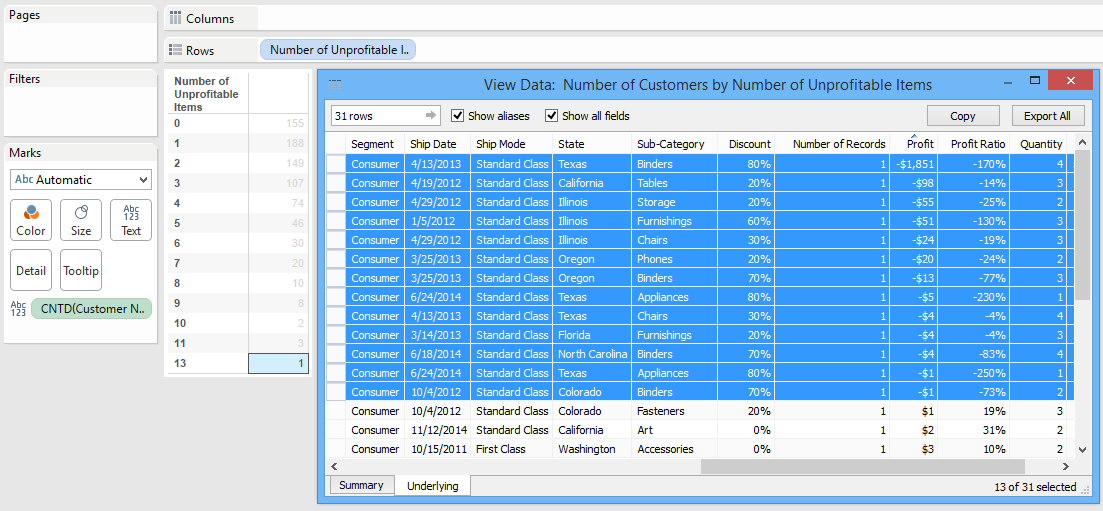 Pages
Columns
Rows Number of Unprofitable I..
Filters
Marks
Abc Automatic
Color Size Abc 123 Text
Detail Tooltip
Abc 123 CNTD(Customer N..
Number of Unprofitable Items
0 155
1 188
2 149
3 107
4 74
5 46
6 30
7 20
8 10
9 8
10 2
11 3
13 1
View Data: Number of Customers by Number of Unprofitable Items
31 rows Show aliases Show all fields Copy Export All
Segment Ship Date Ship Mode State Sub-Category Discount Number of Records Profit Profit Ratio Quantity
Consumer 4/13/2013 Standard Class Texas Binders 80% 1 -$1,851 -170% 4
Consumer 4/19/2012 Standard Class California Tables 20% 1 -$98 -14% 3
Consumer 4/29/2012 Standard Class Illinois Storage 20% 1 -$55 -25% 2
Consumer 1/5/2012 Standard Class Illinois Furnishings 60% 1 -$51 -130% 3
Consumer 4/29/2012 Standard Class Illinois Chairs 30% 1 -$24 -19% 3
Consumer 3/25/2013 Standard Class Oregon Phones 20% 1 -$20 -24% 2
Consumer 3/25/2013 Standard Class Oregon Binders 70% 1 -$13 -77% 3
Consumer 6/24/2014 Standard Class Texas Appliances 80% 1 -$5 -230% 1
Consumer 4/13/2013 Standard Class Texas Chairs 30% 1 -$4 -4% 4
Consumer 3/14/2013 Standard Class Florida Furnishings 20% 1 -$4 -4% 3
Consumer 6/18/2014 Standard Class North Carolina Binders 70% 1 -$4 -83% 4
Consumer 6/24/2014 Standard Class Texas Appliances 80% 1 -$1 -250% 1
Consumer 10/4/2012 Standard Class Colorado Binders 70% 1 -$1 -73% 2
Consumer 10/4/2012 Standard Class Colorado Fasteners 20% 1 $1 19% 3
Consumer 11/12/2014 Standard Class California Art 0% 1 $2 31% 2
Consumer 10/15/2011 First Class Washington Accessories 0% 1 $3 10% 2
Summary Underlying 13 of 31 selected